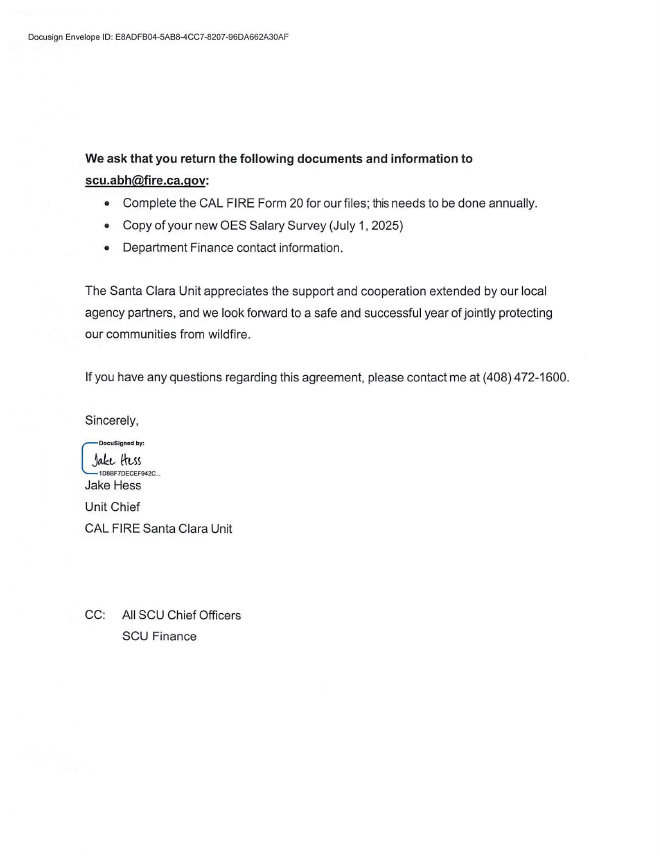 Docusign Envelope ID: E8ADFB04-5AB8-4CC7-8207-96DA662A30AF
We ask that you return the following documents and information to
scu.abh@fire.ca.gov:
• Complete the CAL FIRE Form 20 for our files; this needs to be done annually.
• Copy of your new OES Salary Survey (July 1, 2025)
• Department Finance contact information.
The Santa Clara Unit appreciates the support and cooperation extended by our local
agency partners, and we look forward to a safe and successful year of jointly protecting
our communities from wildfire.
If you have any questions regarding this agreement, please contact me at (408) 472-1600.
Sincerely,
DocuSigned by:
Jake Hess
1D8BF7DECEF942C...
Jake Hess
Unit Chief
CAL FIRE Santa Clara Unit
CC: All SCU Chief Officers
SCU Finance